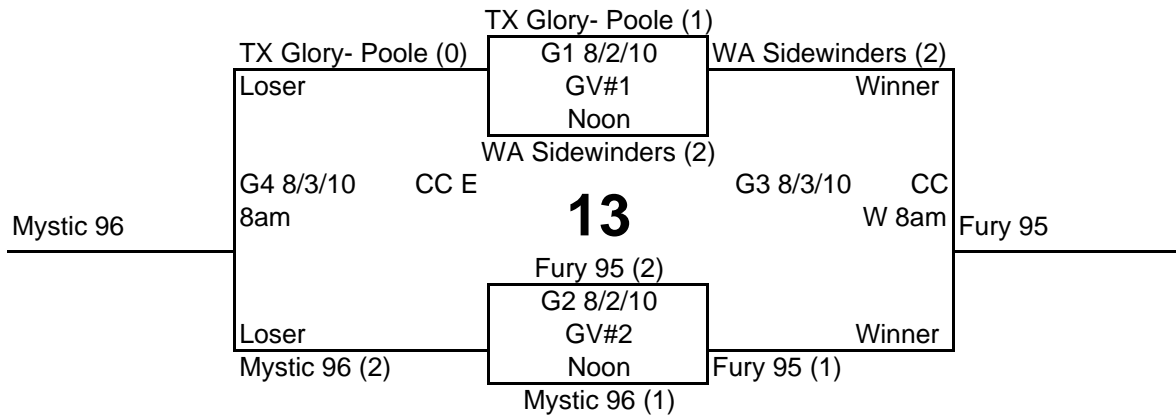 TX Glory- Poole (1)
TX Glory- Poole (0)
G1 8/2/10
WA Sidewinders (2)
Loser
GV#1
Winner
Noon
WA Sidewinders (2)
G4 8/3/10 CC E
8am
13
G3 8/3/10 CC
W 8am
Mystic 96
Fury 95
Fury 95 (2)
G2 8/2/10
Loser
GV#2
Winner
Mystic 96 (2)
Noon
Fury 95 (1)
Mystic 96 (1)